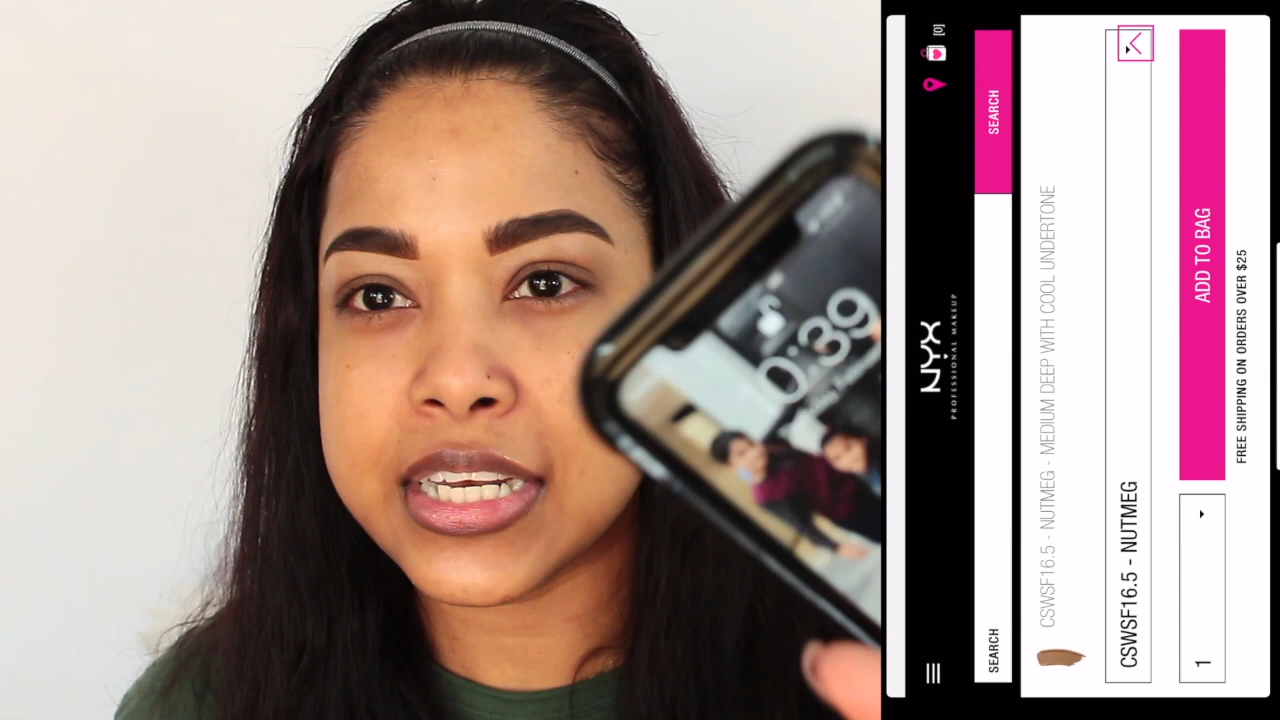 0:39
[0]
NYX
PROFESSIONAL MAKEUP
SEARCH
SEARCH
CSWSF16.5 - NUTMEG - MEDIUM DEEP WITH COOL UNDERTONE
CSWSF16.5 - NUTMEG
1
ADD TO BAG
FREE SHIPPING ON ORDERS OVER $25